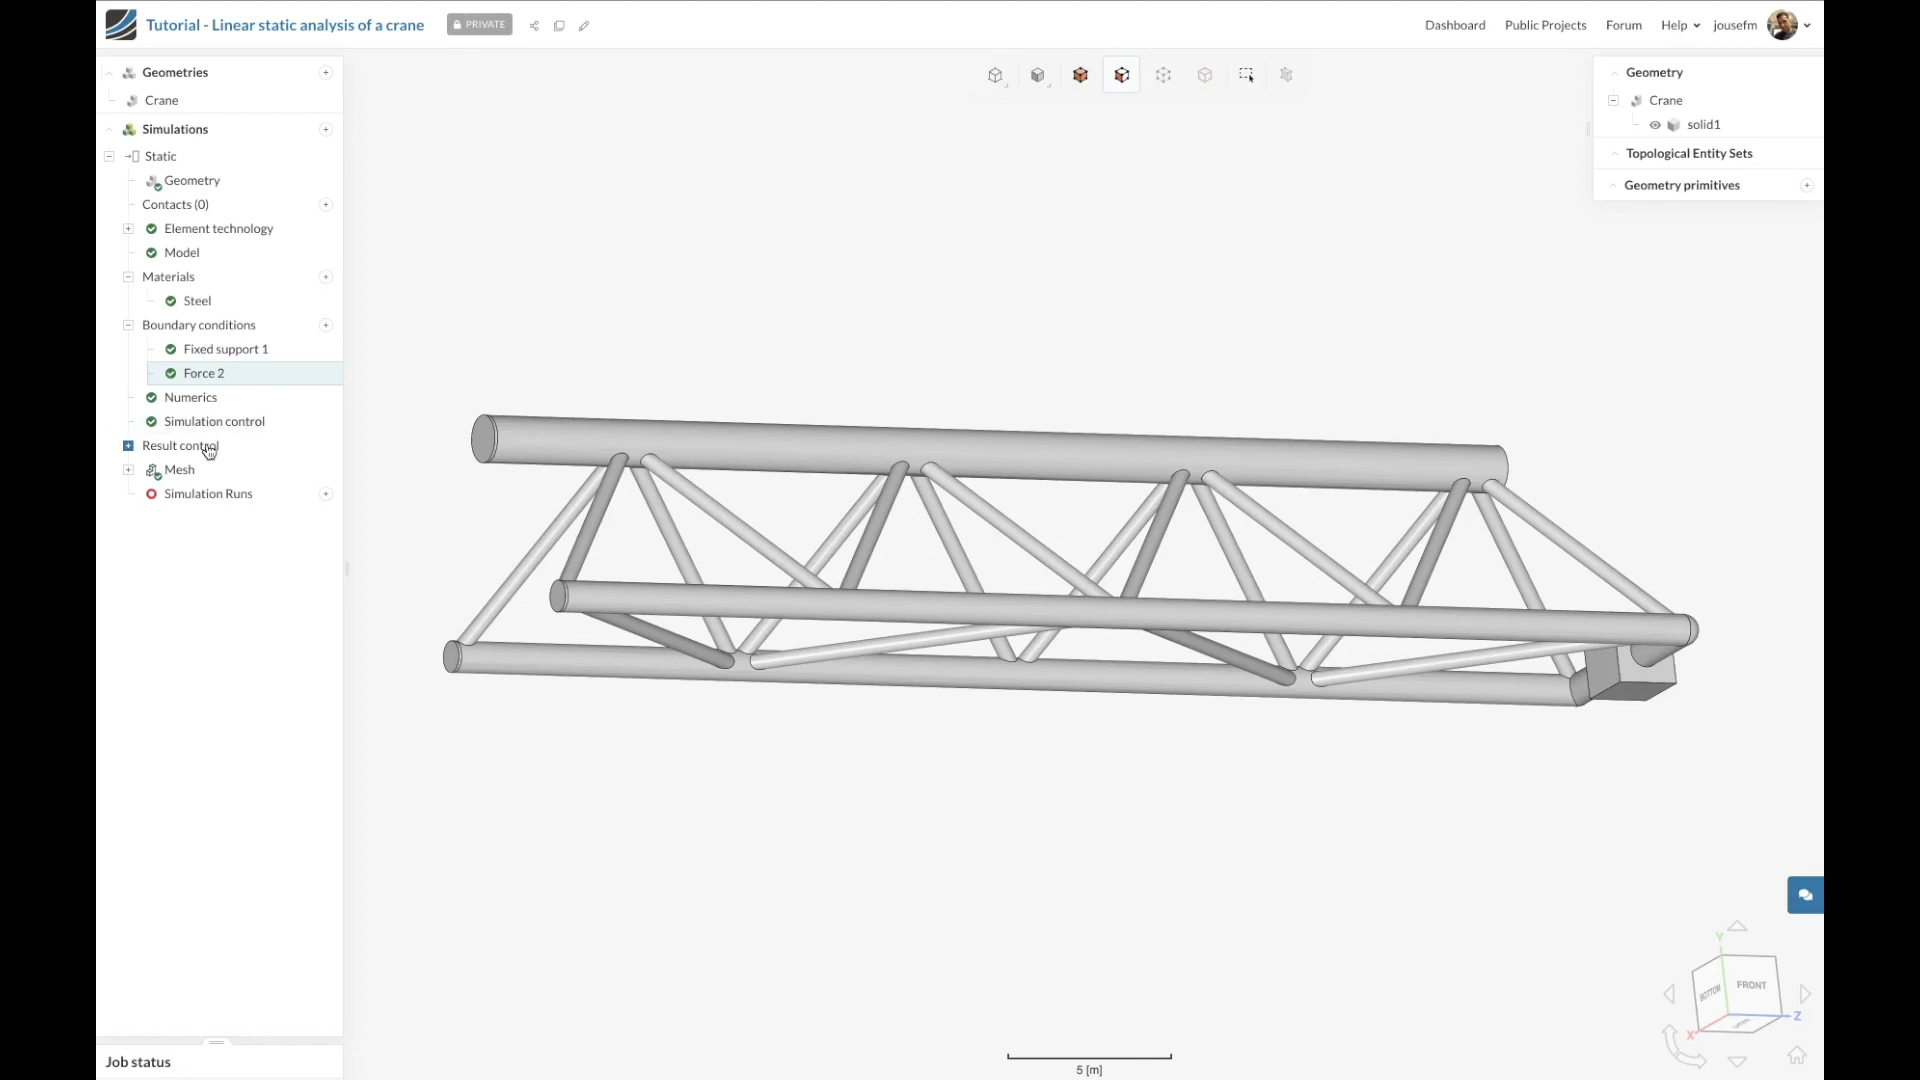 Tutorial - Linear static analysis of a crane
PRIVATE
Dashboard
Public Projects
Forum
Help
jousefm
Geometries
Crane
Simulations
Static
Geometry
Contacts (0)
Element technology
Model
Materials
Steel
Boundary conditions
Fixed support 1
Force 2
Numerics
Simulation control
Result control
Mesh
Simulation Runs
Job status
Geometry
Crane
solid1
Topological Entity Sets
Geometry primitives
5 [m]
Y
BOTTOM
FRONT
X
Z